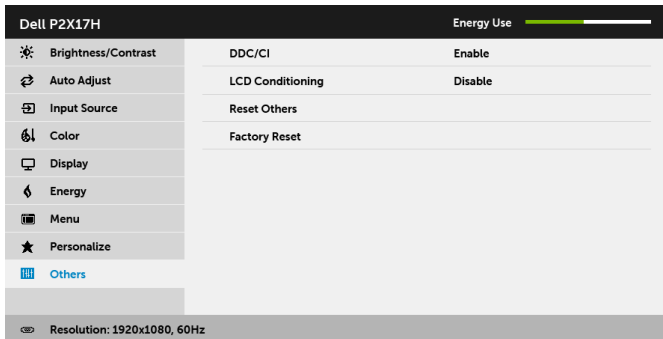 Dell P2X17H Energy Use
Brightness/Contrast DDC/CI Enable
Auto Adjust LCD Conditioning Disable
Input Source Reset Others
Color Factory Reset
Display
Energy
Menu
Personalize
Others
Resolution: 1920x1080, 60Hz